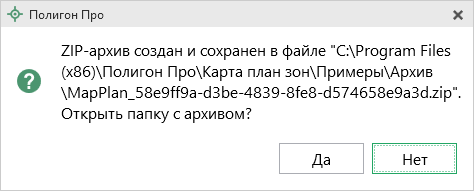 Полигон Про
ZIP-архив создан и сохранен в файле "C:\Program Files
(x86)\Полигон Про\Карта план зон\Примеры\Архив
\MapPlan_58e9ff9a-d3be-4839-8fe8-d574658e9a3d.zip".
Открыть папку с архивом?
Да
Нет